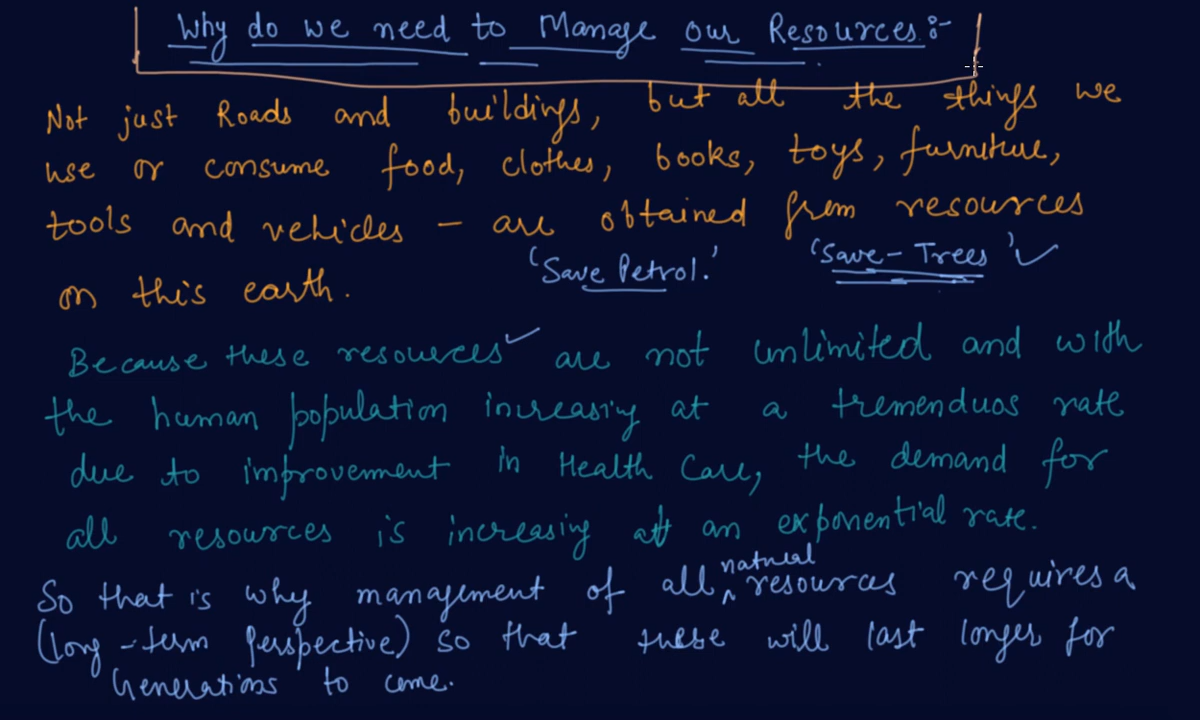 Why do we need to Manage our Resources:-
Not just Roads and buildings, but all the things we
use or consume food, clothes, books, toys, furniture,
tools and vehicles - are obtained from resources
on this earth. 'Save Petrol.' 'Save-Trees'
Because these resources are not unlimited and with
the human population increasing at a tremenduos rate
due to improvement in Health Care, the demand for
all resources is increasing at an exponential rate.
So that is why management of all natural resources requires a
(long-term perspective) so that these will last longer for
Generations to come.